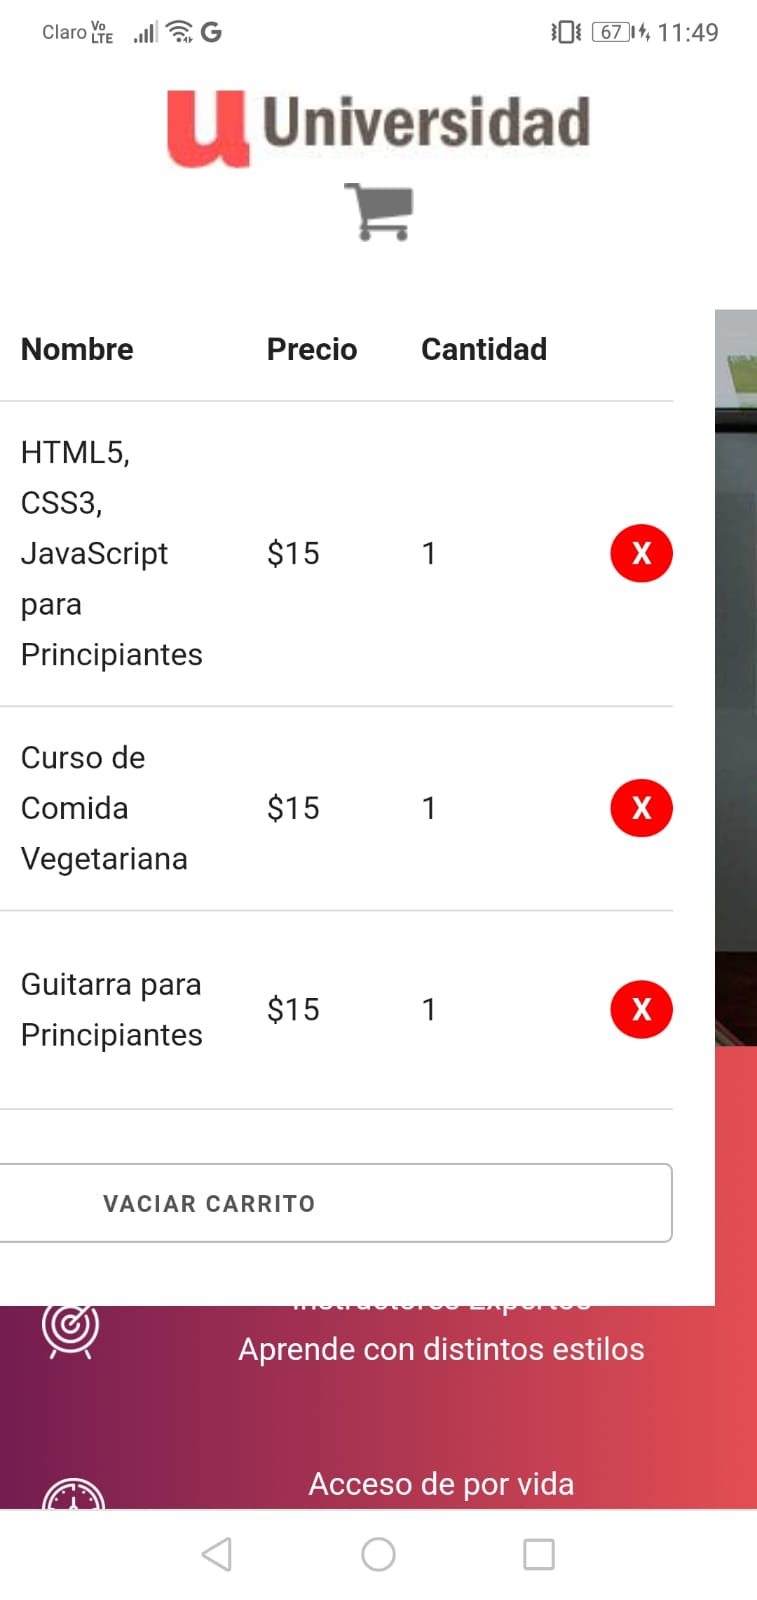 Claro Vo LTE 67 11:49
u Universidad
Nombre Precio Cantidad
HTML5,
CSS3,
JavaScript $15 1 X
para
Principiantes
Curso de
Comida $15 1 X
Vegetariana
Guitarra para
$15 1 X
Principiantes
VACIAR CARRITO
Aprende con distintos estilos
Acceso de por vida